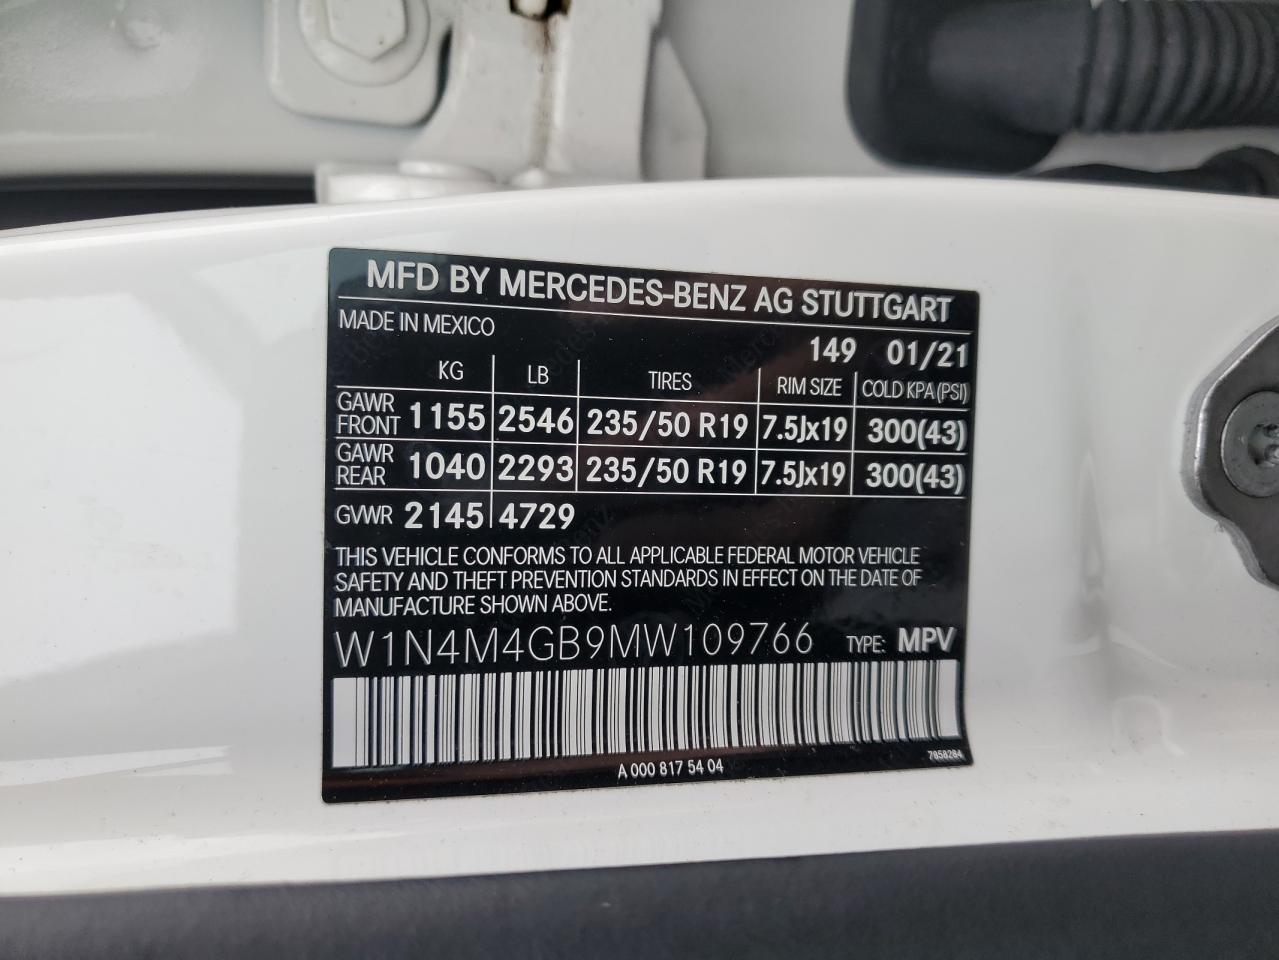 MFD BY MERCEDES-BENZ AG STUTTGART
MADE IN MEXICO
149 01/21
KG LB TIRES RIM SIZE COLD KPA (PSI)
GAWR FRONT 1155 2546 235/50 R19 7.5Jx19 300(43)
GAWR REAR 1040 2293 235/50 R19 7.5Jx19 300(43)
GVWR 2145 4729
THIS VEHICLE CONFORMS TO ALL APPLICABLE FEDERAL MOTOR VEHICLE
SAFETY AND THEFT PREVENTION STANDARDS IN EFFECT ON THE DATE OF
MANUFACTURE SHOWN ABOVE.
W1N4M4GB9MW109766 TYPE: MPV
7858284
A 000 817 54 04